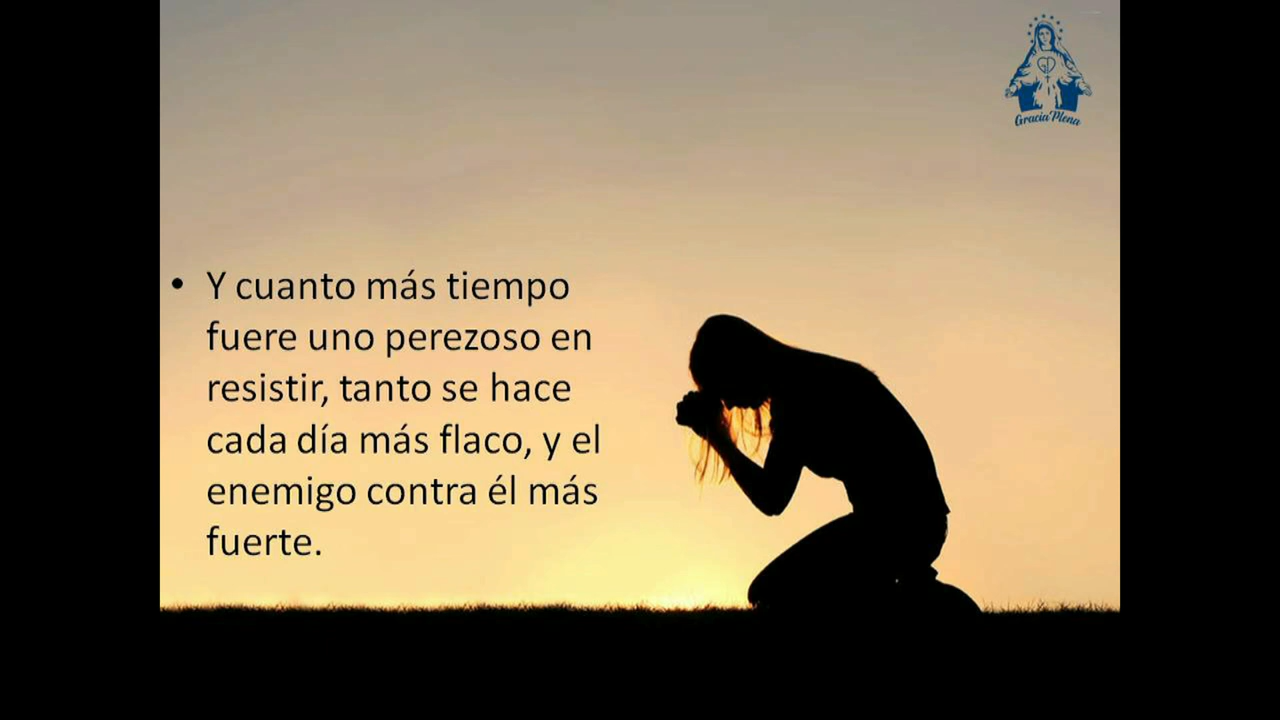 Gracia Plena
• Y cuanto más tiempo
fuere uno perezoso en
resistir, tanto se hace
cada día más flaco, y el
enemigo contra él más
fuerte.